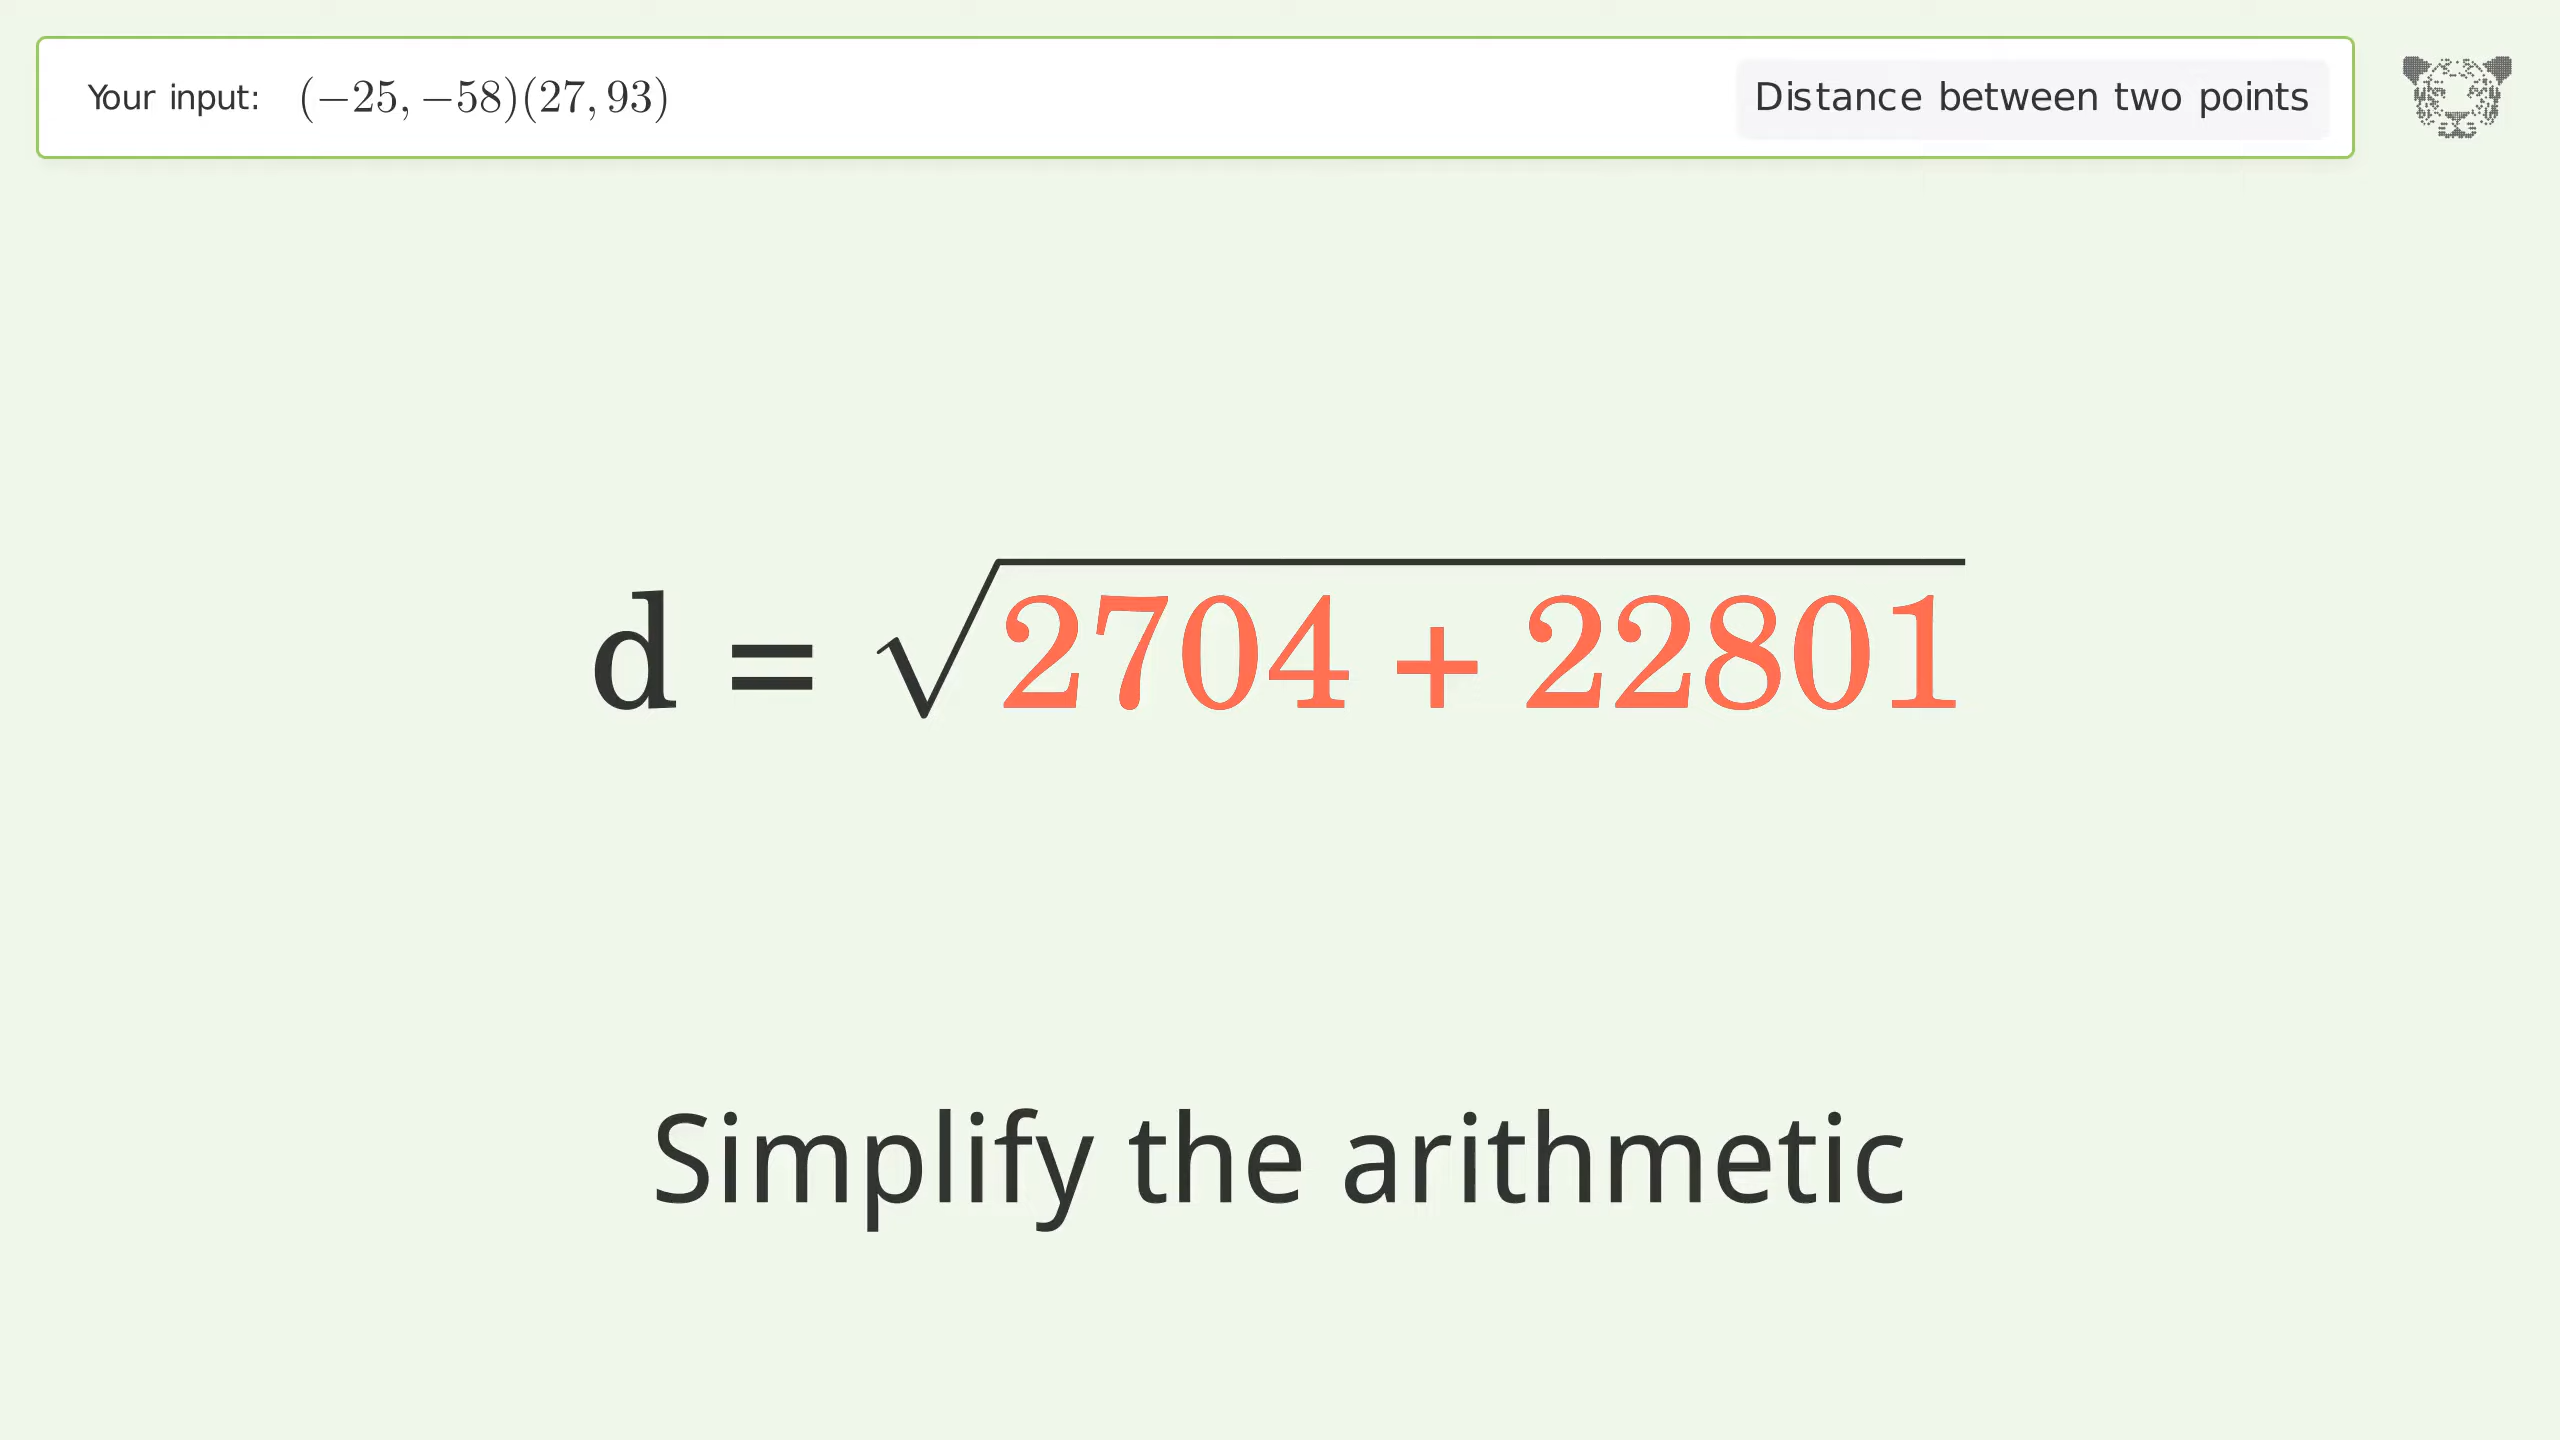 Your input: (−25, −58)(27, 93) Distance between two points
d = √2704 + 22801
Simplify the arithmetic